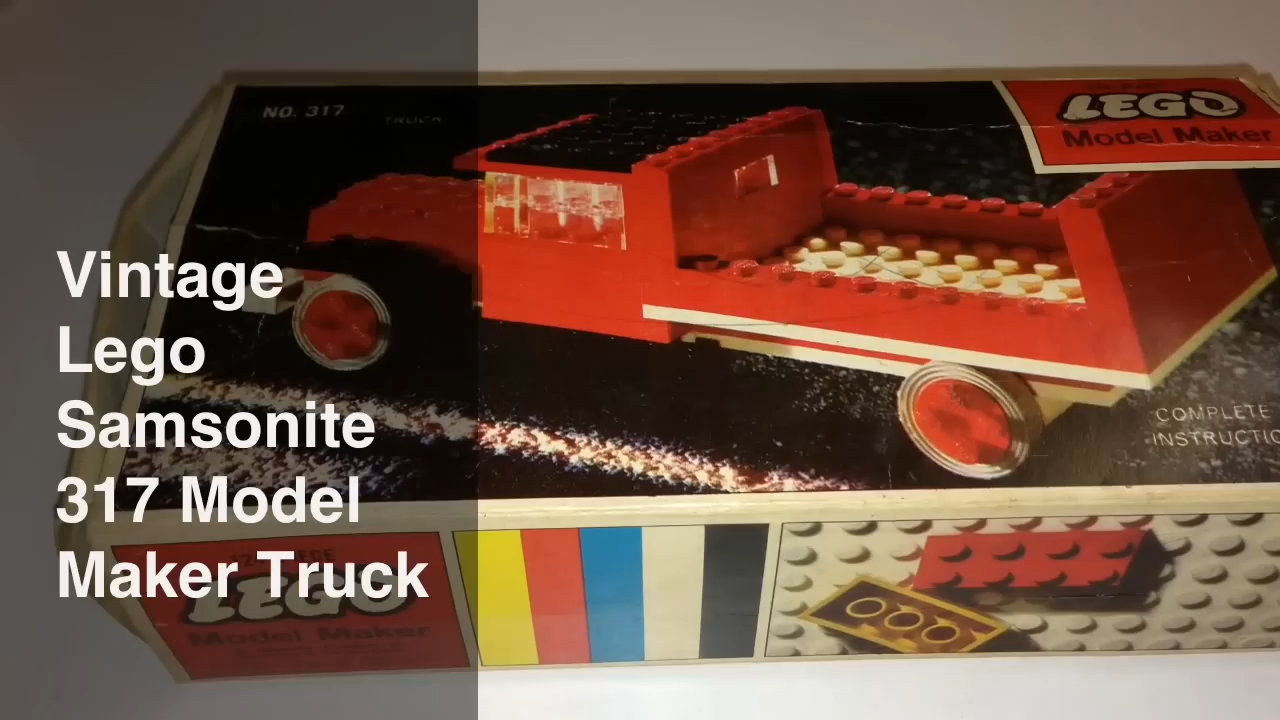 NO. 317
TRUCK
LEGO
Model Maker
Vintage
Lego
Samsonite
317 Model
Maker Truck
COMPLETE
INSTRUCTIO
LEGO
Model Maker